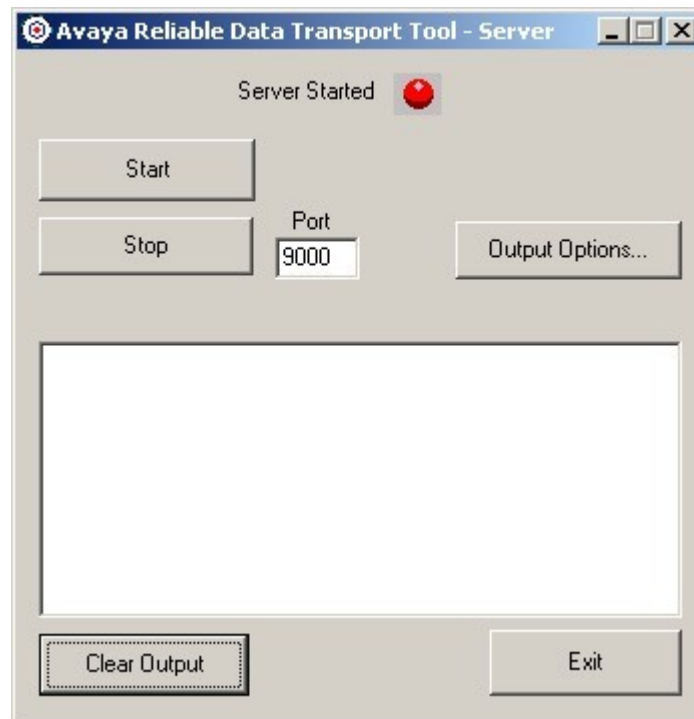 Avaya Reliable Data Transport Tool - Server
Server Started
Start
Stop
Port
9000
Output Options...
Clear Output
Exit